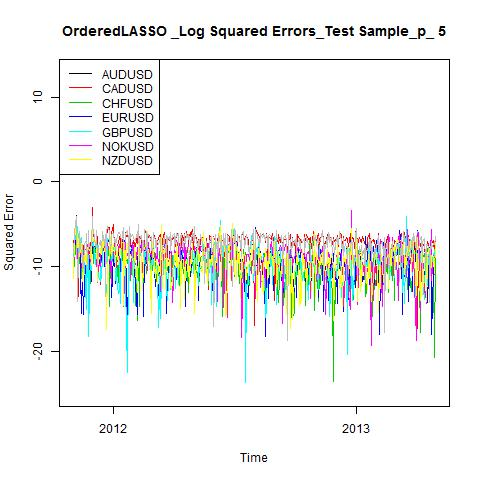 OrderedLASSO _Log Squared Errors_Test Sample_p_ 5
AUDUSD
CADUSD
CHFUSD
EURUSD
GBPUSD
NOKUSD
NZDUSD
Squared Error
10
0
-10
-20
2012
2013
Time